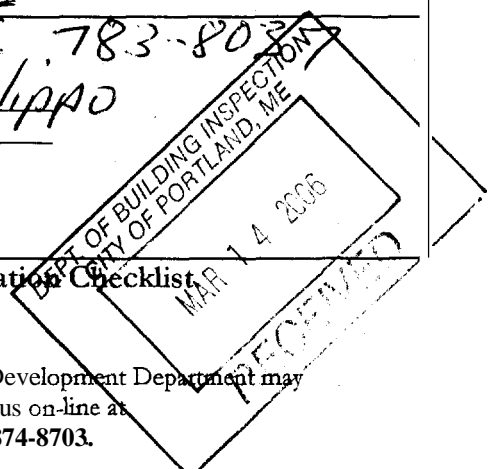 783-803
DEPT. OF BUILDING INSPECTION
CITY OF PORTLAND, ME
MAR 14 2006
RECEIVED
ation Checklist
Development Department may
us on-line at
874-8703.